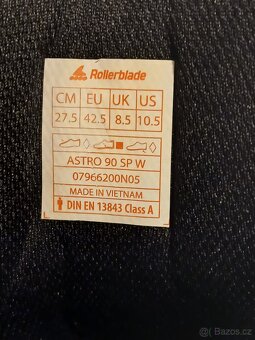 Rollerblade
CM EU UK US
27.5 42.5 8.5 10.5
ASTRO 90 SP W
07966200N05
MADE IN VIETNAM
DIN EN 13843 Class A
Bazoš.cz